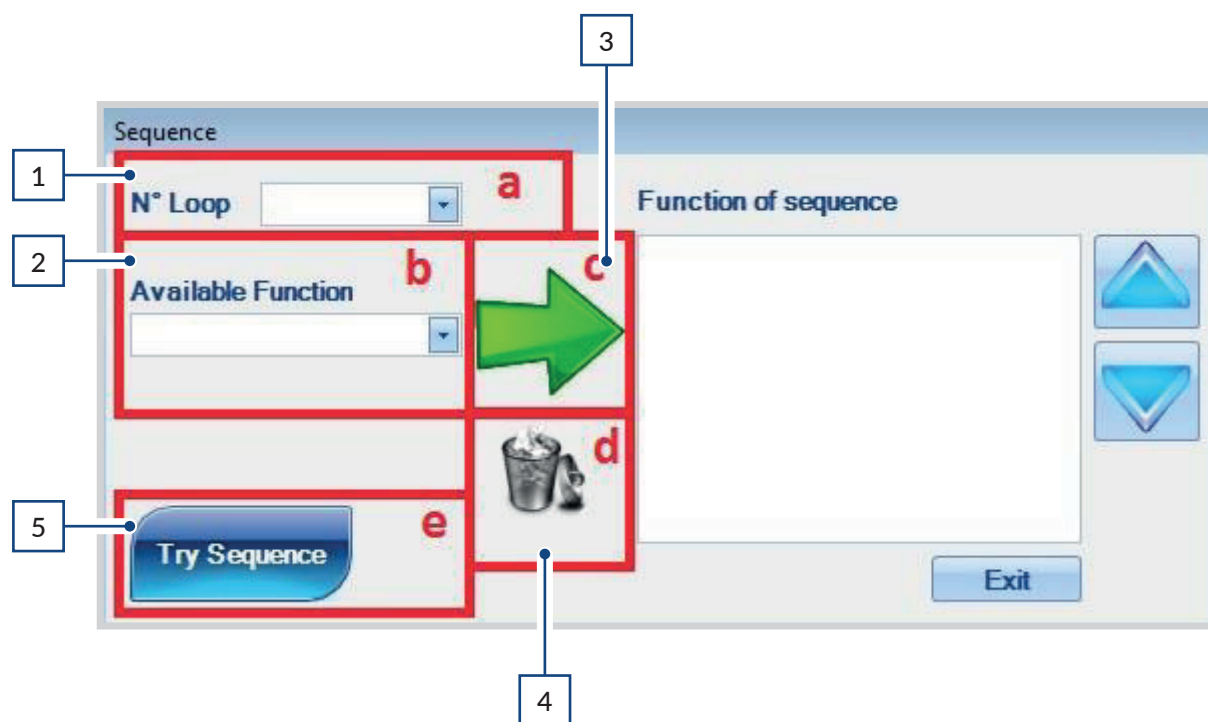 3
Sequence
1
N° Loop
a
Function of sequence
2
b
c
Available Function
d
5
e
Try Sequence
Exit
4